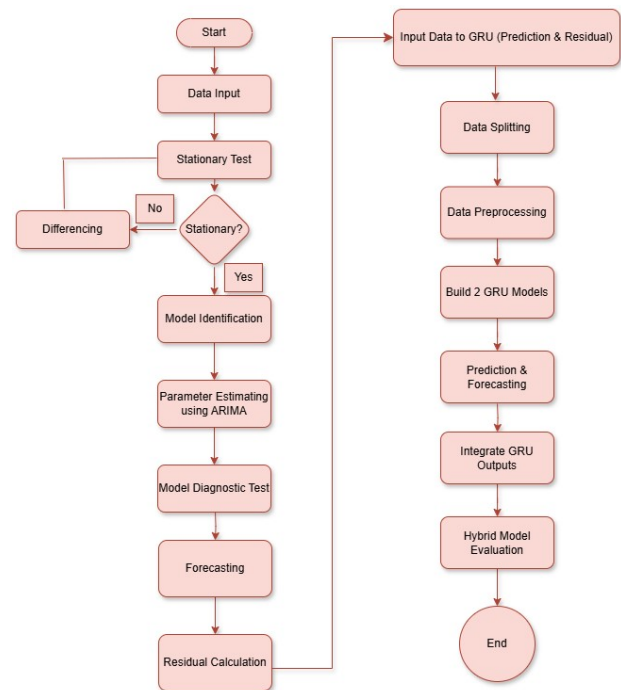 Start
Data Input
Stationary Test
Stationary?
No
Differencing
Yes
Model Identification
Parameter Estimating
using ARIMA
Model Diagnostic Test
Forecasting
Residual Calculation
Input Data to GRU (Prediction & Residual)
Data Splitting
Data Preprocessing
Build 2 GRU Models
Prediction &
Forecasting
Integrate GRU
Outputs
Hybrid Model
Evaluation
End